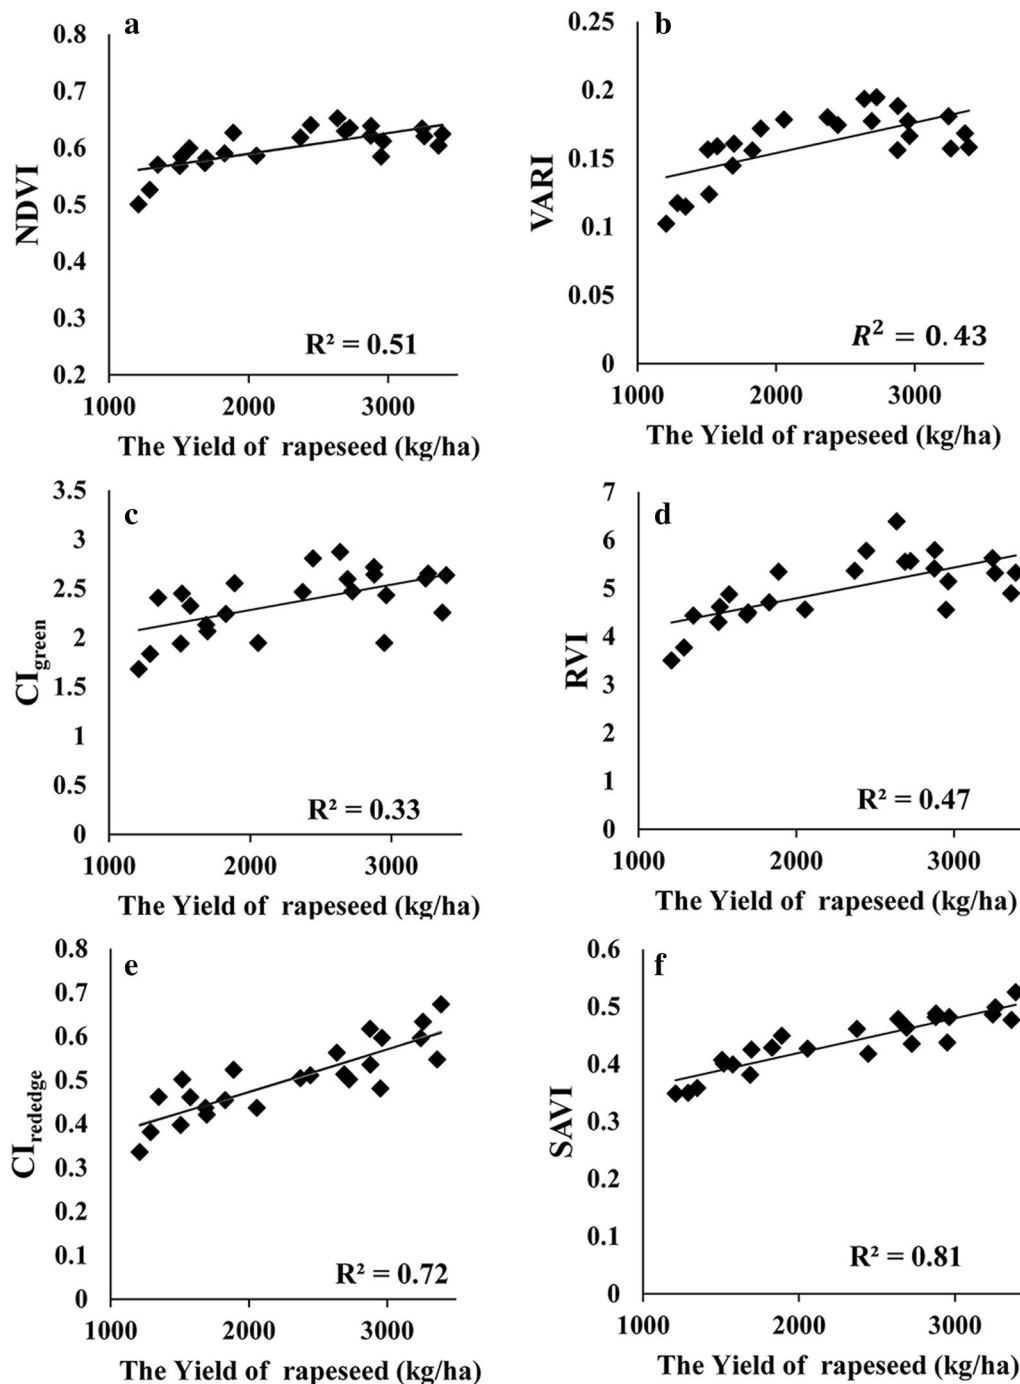 a
0.8
0.7
0.6
0.5
0.4
0.3
0.2
NDVI
R² = 0.51
1000 2000 3000
The Yield of rapeseed (kg/ha)
b
0.25
0.2
0.15
0.1
0.05
0
VARI
R² = 0.43
1000 2000 3000
The Yield of rapeseed (kg/ha)
c
3.5
3
2.5
2
1.5
1
0.5
0
CIgreen
R² = 0.33
1000 2000 3000
The Yield of rapeseed (kg/ha)
d
7
6
5
4
3
2
1
0
RVI
R² = 0.47
1000 2000 3000
The Yield of rapeseed (kg/ha)
e
0.8
0.7
0.6
0.5
0.4
0.3
0.2
0.1
0
CIrededge
R² = 0.72
1000 2000 3000
The Yield of rapeseed (kg/ha)
f
0.6
0.5
0.4
0.3
0.2
0.1
0
SAVI
R² = 0.81
1000 2000 3000
The Yield of rapeseed (kg/ha)